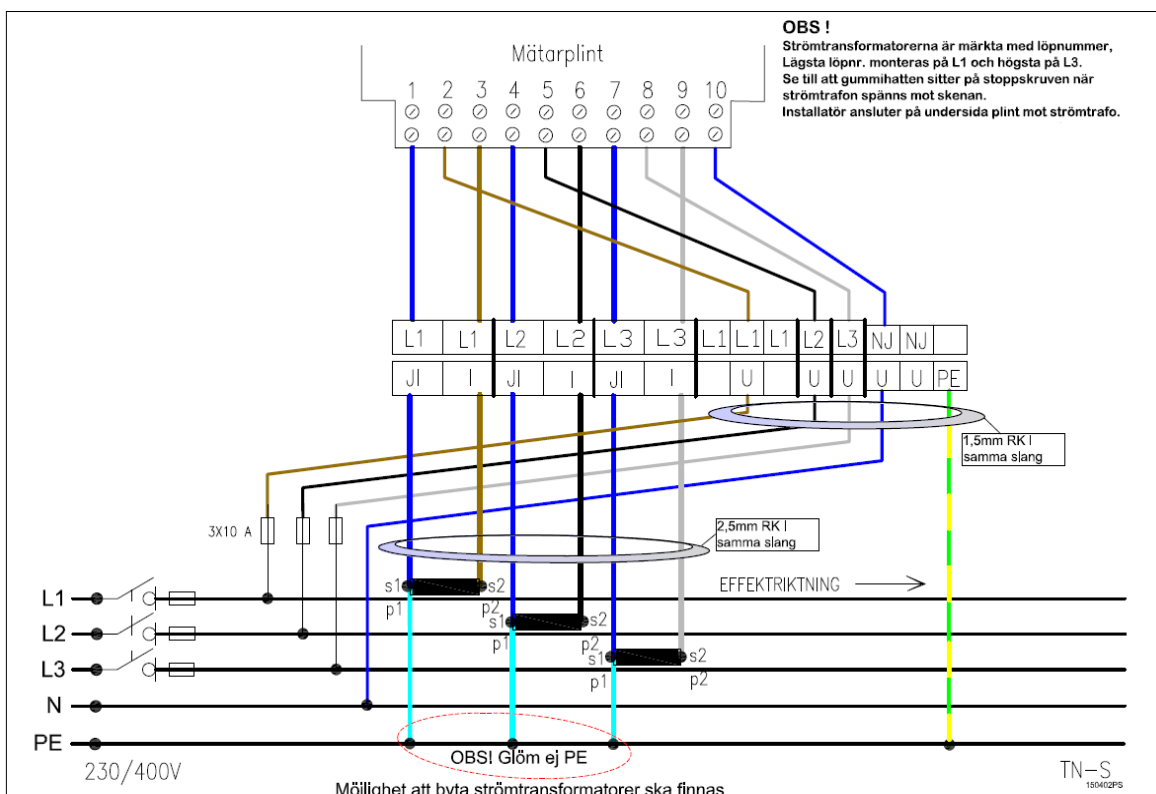 OBS !
Strömtransformatorerna är märkta med löpnummer,
Lägsta löpnr. monteras på L1 och högsta på L3.
Se till att gummihatten sitter på stoppskruven när
strömtrafon spänns mot skenan.
Installatör ansluter på undersida plint mot strömtrafo.
Mätarplint
1 2 3 4 5 6 7 8 9 10
L1 L1 L2 L2 L3 L3 L1 L1 L1 L2 L3 NJ NJ
JI I JI I JI I U U U U U PE
1,5mm RK I
samma slang
3X10 A
2,5mm RK I
samma slang
EFFEKTRIKTNING
s1 s2
p1 p2
L1
s1 s2
p1 p2
L2
s1 s2
p1 p2
L3
N
PE
OBS! Glöm ej PE
230/400V
TN-S
150402PS
Möjlighet att byta strömtransformatorer ska finnas